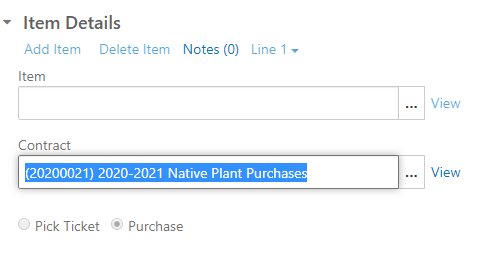 Item Details
Add Item Delete Item Notes (0) Line 1
Item
... View
Contract
(20200021) 2020-2021 Native Plant Purchases ... View
Pick Ticket Purchase